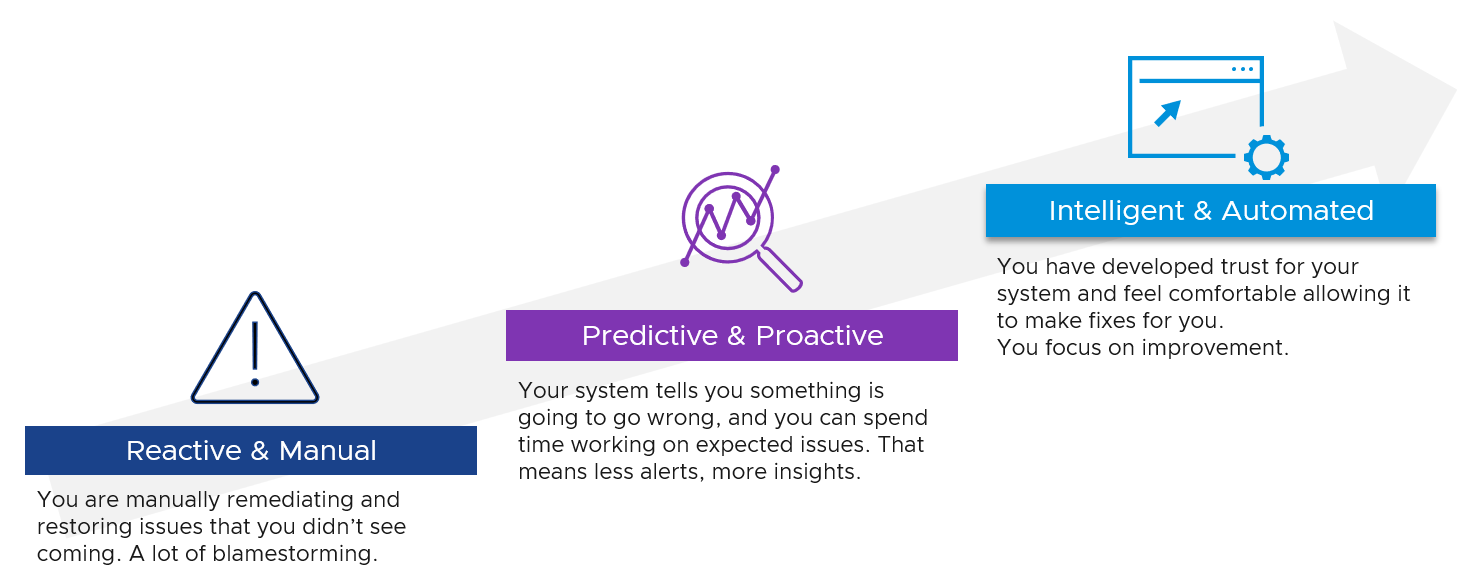 Reactive & Manual
You are manually remediating and
restoring issues that you didn’t see
coming. A lot of blamestorming.
Predictive & Proactive
Your system tells you something is
going to go wrong, and you can spend
time working on expected issues. That
means less alerts, more insights.
Intelligent & Automated
You have developed trust for your
system and feel comfortable allowing it
to make fixes for you.
You focus on improvement.